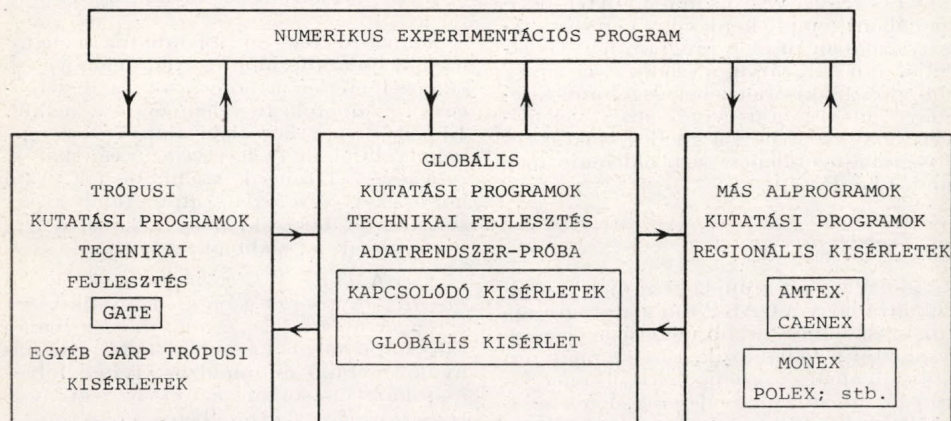 NUMERIKUS EXPERIMENTÁCIÓS PROGRAM
TRÓPUSI
KUTATÁSI PROGRAMOK
TECHNIKAI
FEJLESZTÉS
GATE
EGYÉB GARP TRÓPUSI
KISÉRLETEK
GLOBÁLIS
KUTATÁSI PROGRAMOK
TECHNIKAI FEJLESZTÉS
ADATRENDSZER-PRÓBA
KAPCSOLÓDÓ KISÉRLETEK
GLOBÁLIS KISÉRLET
MÁS ALPROGRAMOK
KUTATÁSI PROGRAMOK
REGIONÁLIS KISÉRLETEK
AMTEX.
CAENEX
MONEX
POLEX; stb.